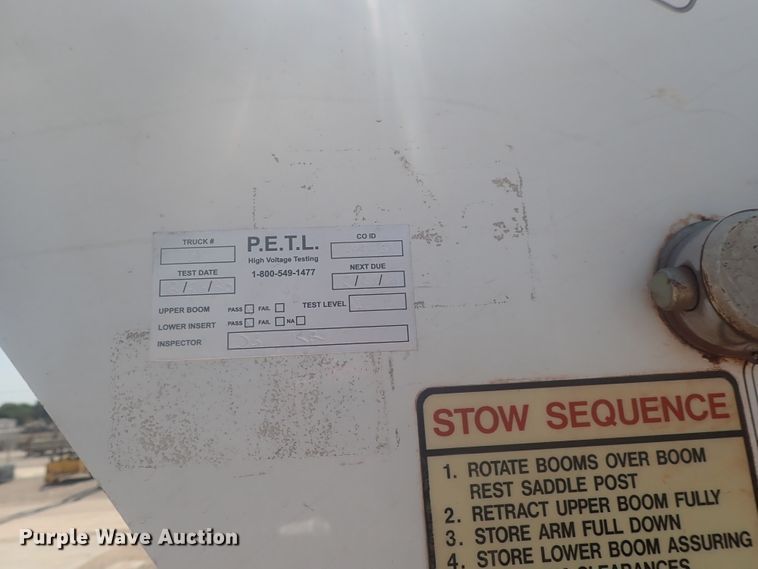 TRUCK #
P.E.T.L.
CO ID
High Voltage Testing
TEST DATE
1-800-549-1477
NEXT DUE
/ /
/ /
UPPER BOOM PASS FAIL TEST LEVEL
LOWER INSERT PASS FAIL NA
INSPECTOR
STOW SEQUENCE
1. ROTATE BOOMS OVER BOOM
REST SADDLE POST
2. RETRACT UPPER BOOM FULLY
3. STORE ARM FULL DOWN
4. STORE LOWER BOOM ASSURING
CLEARANCES
Purple Wave Auction